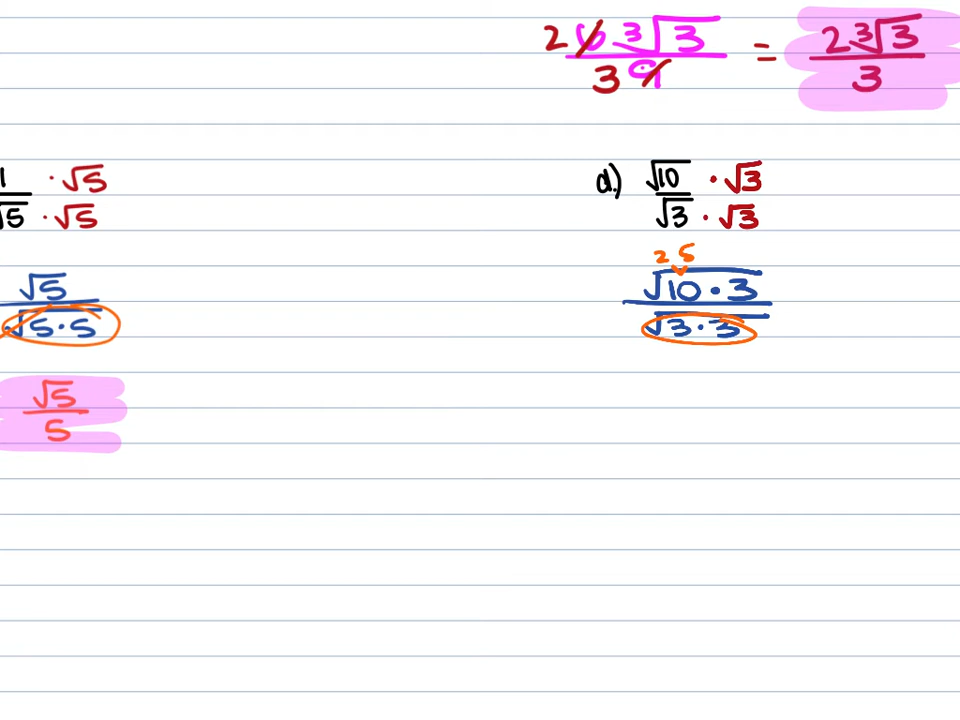 2 6 ³√3 / 3 9 = 2 ³√3 / 3
1 · √5 / √5 · √5
√5 / √5·5
√5 / 5
d.) √10 · √3 / √3 · √3
2 5
√10·3 / √3·3